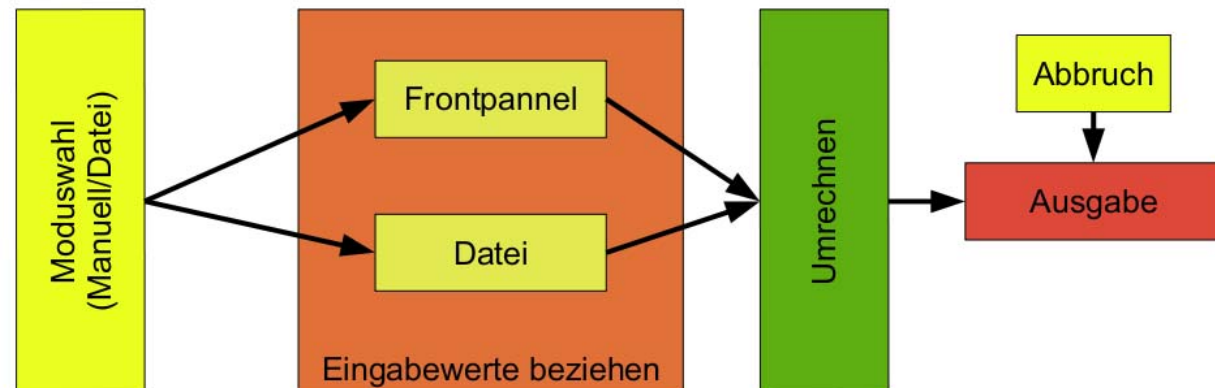 Moduswahl
(Manuell/Datei)
Frontpannel
Datei
Eingabewerte beziehen
Umrechnen
Abbruch
Ausgabe